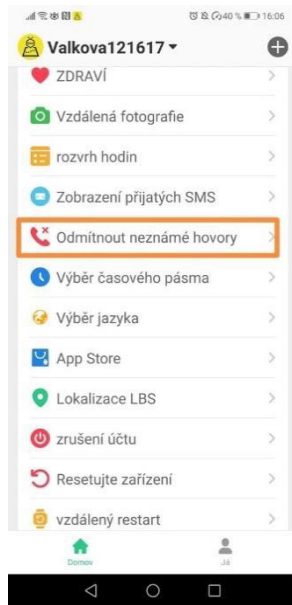 40 % 16:06
Valkova121617
ZDRAVÍ
Vzdálená fotografie
rozvrh hodin
Zobrazení přijatých SMS
Odmítnout neznámé hovory
Výběr časového pásma
Výběr jazyka
App Store
Lokalizace LBS
zrušení účtu
Resetujte zařízení
vzdálený restart
Domov
Já